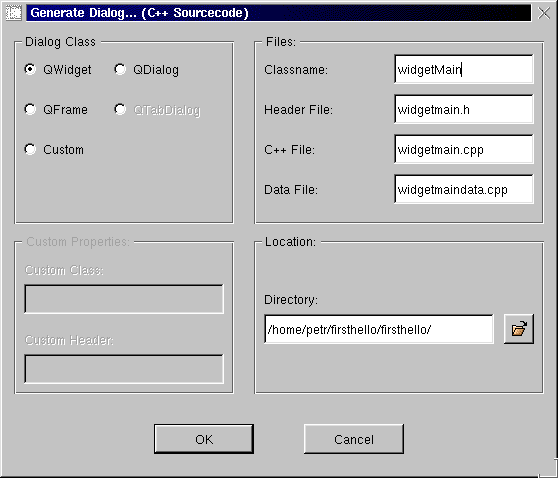 Generate Dialog... (C++ Sourcecode)
Dialog Class
QWidget
QDialog
QFrame
QTabDialog
Custom
Files:
Classname:
widgetMain
Header File:
widgetmain.h
C++ File:
widgetmain.cpp
Data File:
widgetmaindata.cpp
Custom Properties:
Custom Class:
Custom Header:
Location:
Directory:
/home/petr/firsthello/firsthello/
OK
Cancel